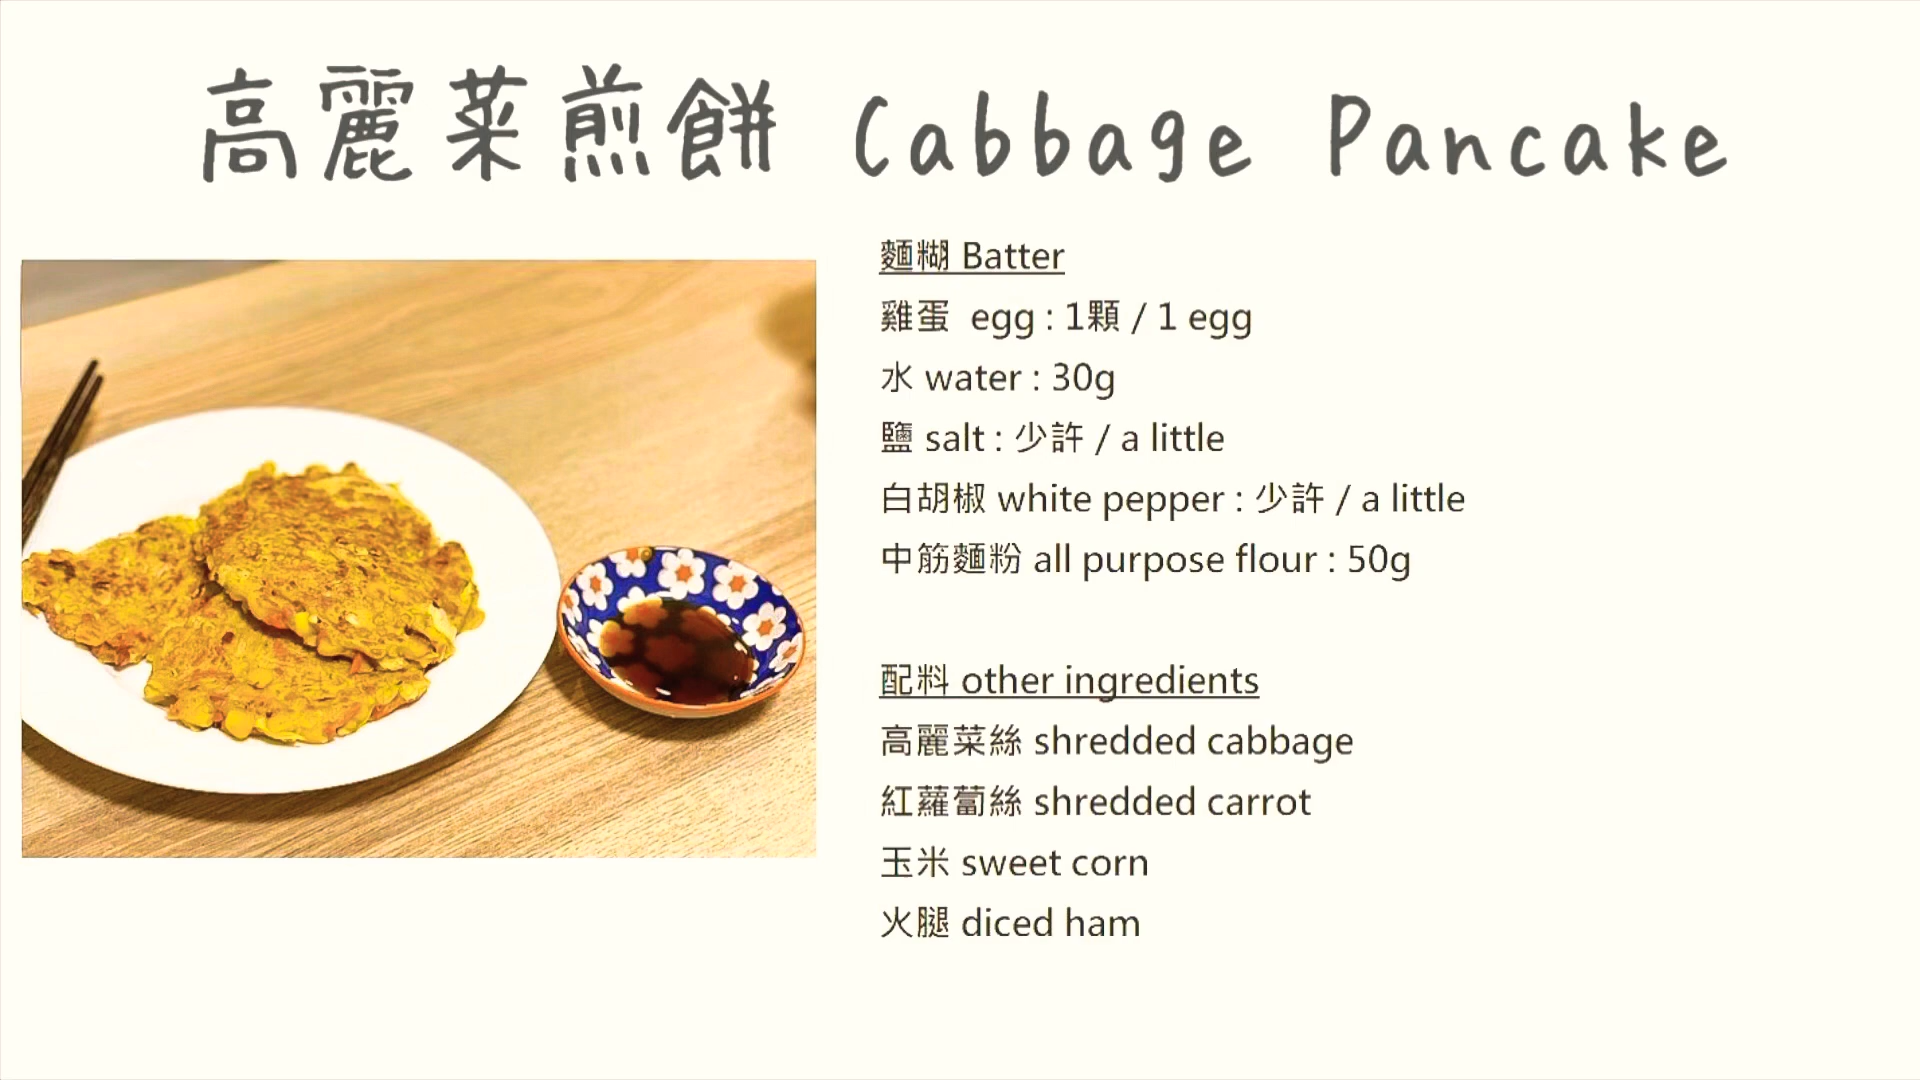 高麗菜煎餅 Cabbage Pancake
麵糊 Batter
雞蛋 egg : 1顆 / 1 egg
水 water : 30g
鹽 salt : 少許 / a little
白胡椒 white pepper : 少許 / a little
中筋麵粉 all purpose flour : 50g
配料 other ingredients
高麗菜絲 shredded cabbage
紅蘿蔔絲 shredded carrot
玉米 sweet corn
火腿 diced ham